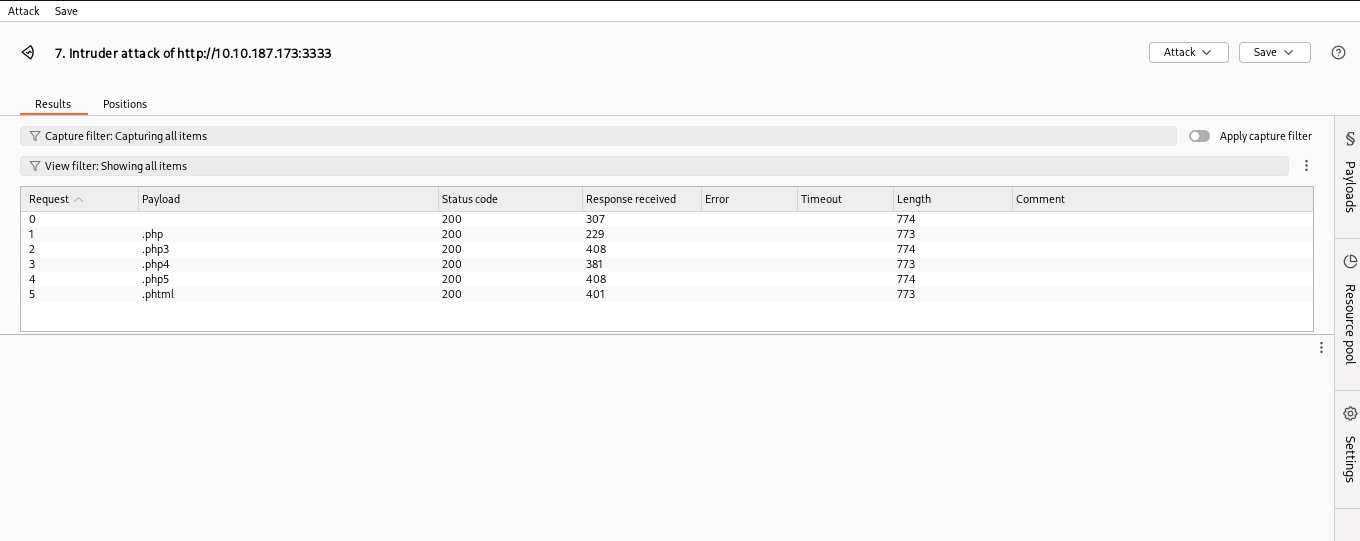 Attack Save
7. Intruder attack of http://10.10.187.173:3333
Attack Save
Results Positions
Capture filter: Capturing all items
Apply capture filter
View filter: Showing all items
Request Payload Status code Response received Error Timeout Length Comment
0 200 307 774
1 .php 200 229 773
2 .php3 200 408 774
3 .php4 200 381 773
4 .php5 200 408 774
5 .phtml 200 401 773
Payloads
Resource pool
Settings